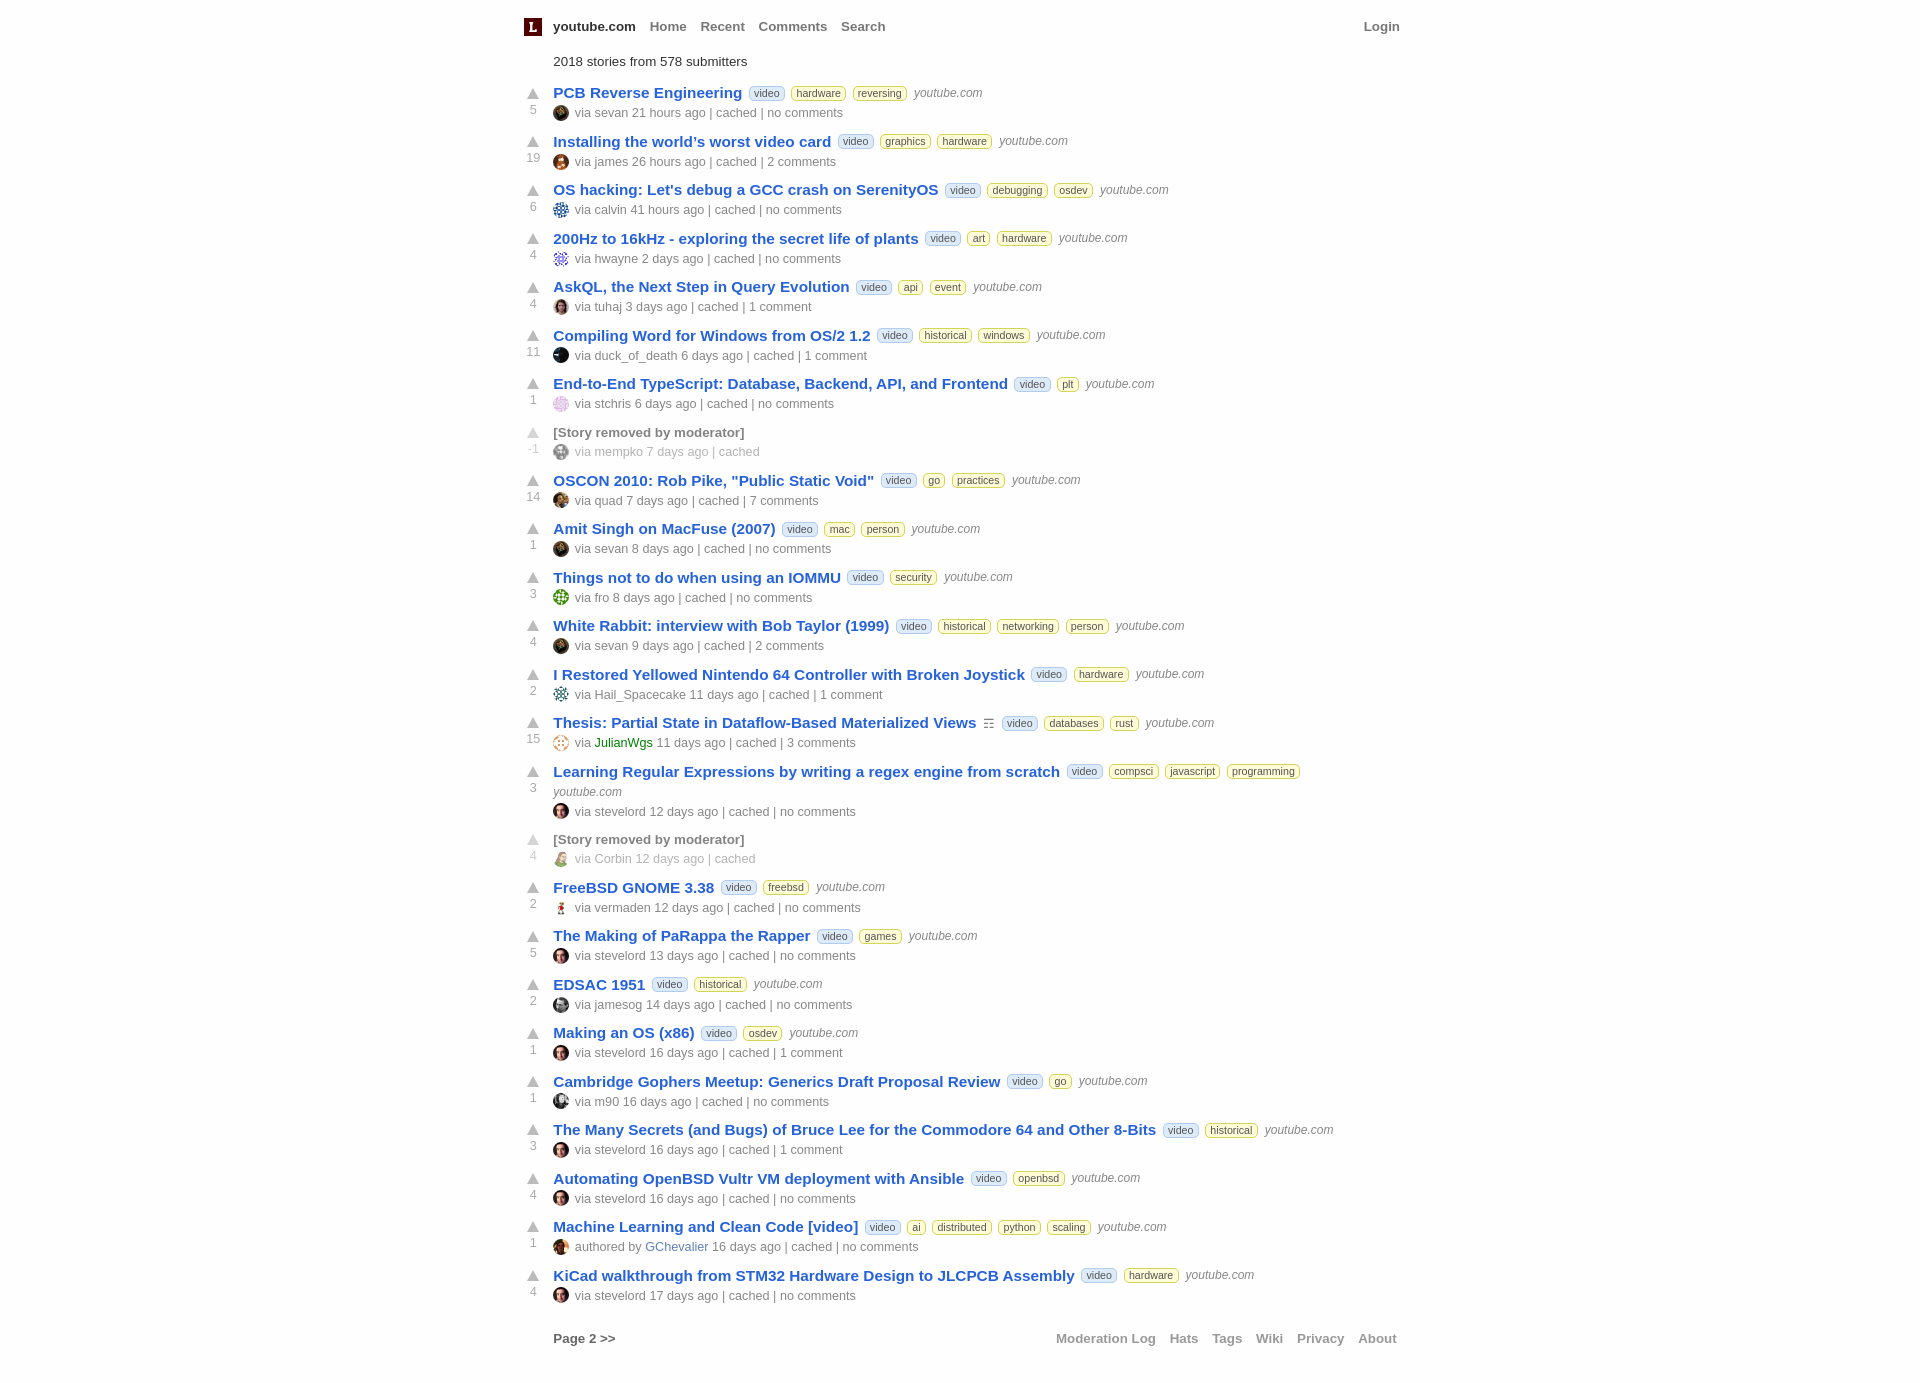 L youtube.com Home Recent Comments Search Login
2018 stories from 578 submitters
PCB Reverse Engineering video hardware reversing youtube.com
5 via sevan 21 hours ago | cached | no comments
Installing the world’s worst video card video graphics hardware youtube.com
19 via james 26 hours ago | cached | 2 comments
OS hacking: Let's debug a GCC crash on SerenityOS video debugging osdev youtube.com
6 via calvin 41 hours ago | cached | no comments
200Hz to 16kHz - exploring the secret life of plants video art hardware youtube.com
4 via hwayne 2 days ago | cached | no comments
AskQL, the Next Step in Query Evolution video api event youtube.com
4 via tuhaj 3 days ago | cached | 1 comment
Compiling Word for Windows from OS/2 1.2 video historical windows youtube.com
11 via duck_of_death 6 days ago | cached | 1 comment
End-to-End TypeScript: Database, Backend, API, and Frontend video plt youtube.com
1 via stchris 6 days ago | cached | no comments
[Story removed by moderator]
-1 via mempko 7 days ago | cached
OSCON 2010: Rob Pike, "Public Static Void" video go practices youtube.com
14 via quad 7 days ago | cached | 7 comments
Amit Singh on MacFuse (2007) video mac person youtube.com
1 via sevan 8 days ago | cached | no comments
Things not to do when using an IOMMU video security youtube.com
3 via fro 8 days ago | cached | no comments
White Rabbit: interview with Bob Taylor (1999) video historical networking person youtube.com
4 via sevan 9 days ago | cached | 2 comments
I Restored Yellowed Nintendo 64 Controller with Broken Joystick video hardware youtube.com
2 via Hail_Spacecake 11 days ago | cached | 1 comment
Thesis: Partial State in Dataflow-Based Materialized Views ☶ video databases rust youtube.com
15 via JulianWgs 11 days ago | cached | 3 comments
Learning Regular Expressions by writing a regex engine from scratch video compsci javascript programming
3 youtube.com
via stevelord 12 days ago | cached | no comments
[Story removed by moderator]
4 via Corbin 12 days ago | cached
FreeBSD GNOME 3.38 video freebsd youtube.com
2 via vermaden 12 days ago | cached | no comments
The Making of PaRappa the Rapper video games youtube.com
5 via stevelord 13 days ago | cached | no comments
EDSAC 1951 video historical youtube.com
2 via jamesog 14 days ago | cached | no comments
Making an OS (x86) video osdev youtube.com
1 via stevelord 16 days ago | cached | 1 comment
Cambridge Gophers Meetup: Generics Draft Proposal Review video go youtube.com
1 via m90 16 days ago | cached | no comments
The Many Secrets (and Bugs) of Bruce Lee for the Commodore 64 and Other 8-Bits video historical youtube.com
3 via stevelord 16 days ago | cached | 1 comment
Automating OpenBSD Vultr VM deployment with Ansible video openbsd youtube.com
4 via stevelord 16 days ago | cached | no comments
Machine Learning and Clean Code [video] video ai distributed python scaling youtube.com
1 authored by GChevalier 16 days ago | cached | no comments
KiCad walkthrough from STM32 Hardware Design to JLCPCB Assembly video hardware youtube.com
4 via stevelord 17 days ago | cached | no comments
Page 2 >> Moderation Log Hats Tags Wiki Privacy About